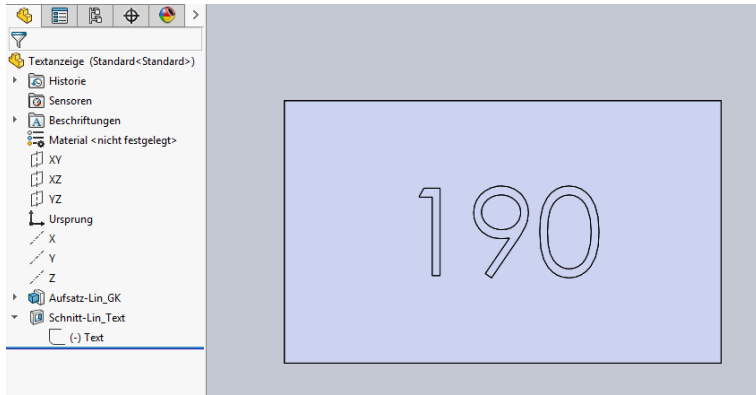 Textanzeige (Standard<Standard>)
Historie
Sensoren
Beschriftungen
Material <nicht festgelegt>
XY
XZ
YZ
Ursprung
X
Y
Z
Aufsatz-Lin_GK
Schnitt-Lin_Text
(-) Text
190